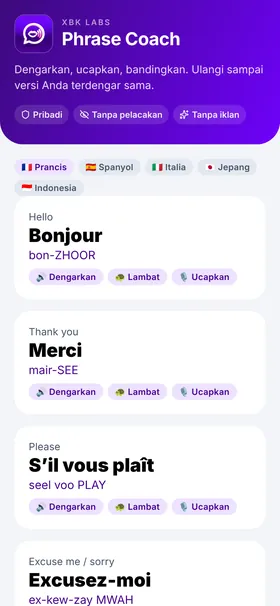 XBK LABS
Phrase Coach
Dengarkan, ucapkan, bandingkan. Ulangi sampai
versi Anda terdengar sama.
Pribadi
Tanpa pelacakan
Tanpa iklan
Prancis
Spanyol
Italia
Jepang
Indonesia
Hello
Bonjour
bon-ZHOOR
Dengarkan
Lambat
Ucapkan
Thank you
Merci
mair-SEE
Dengarkan
Lambat
Ucapkan
Please
S’il vous plaît
seel voo PLAY
Dengarkan
Lambat
Ucapkan
Excuse me / sorry
Excusez-moi
ex-kew-zay MWAH